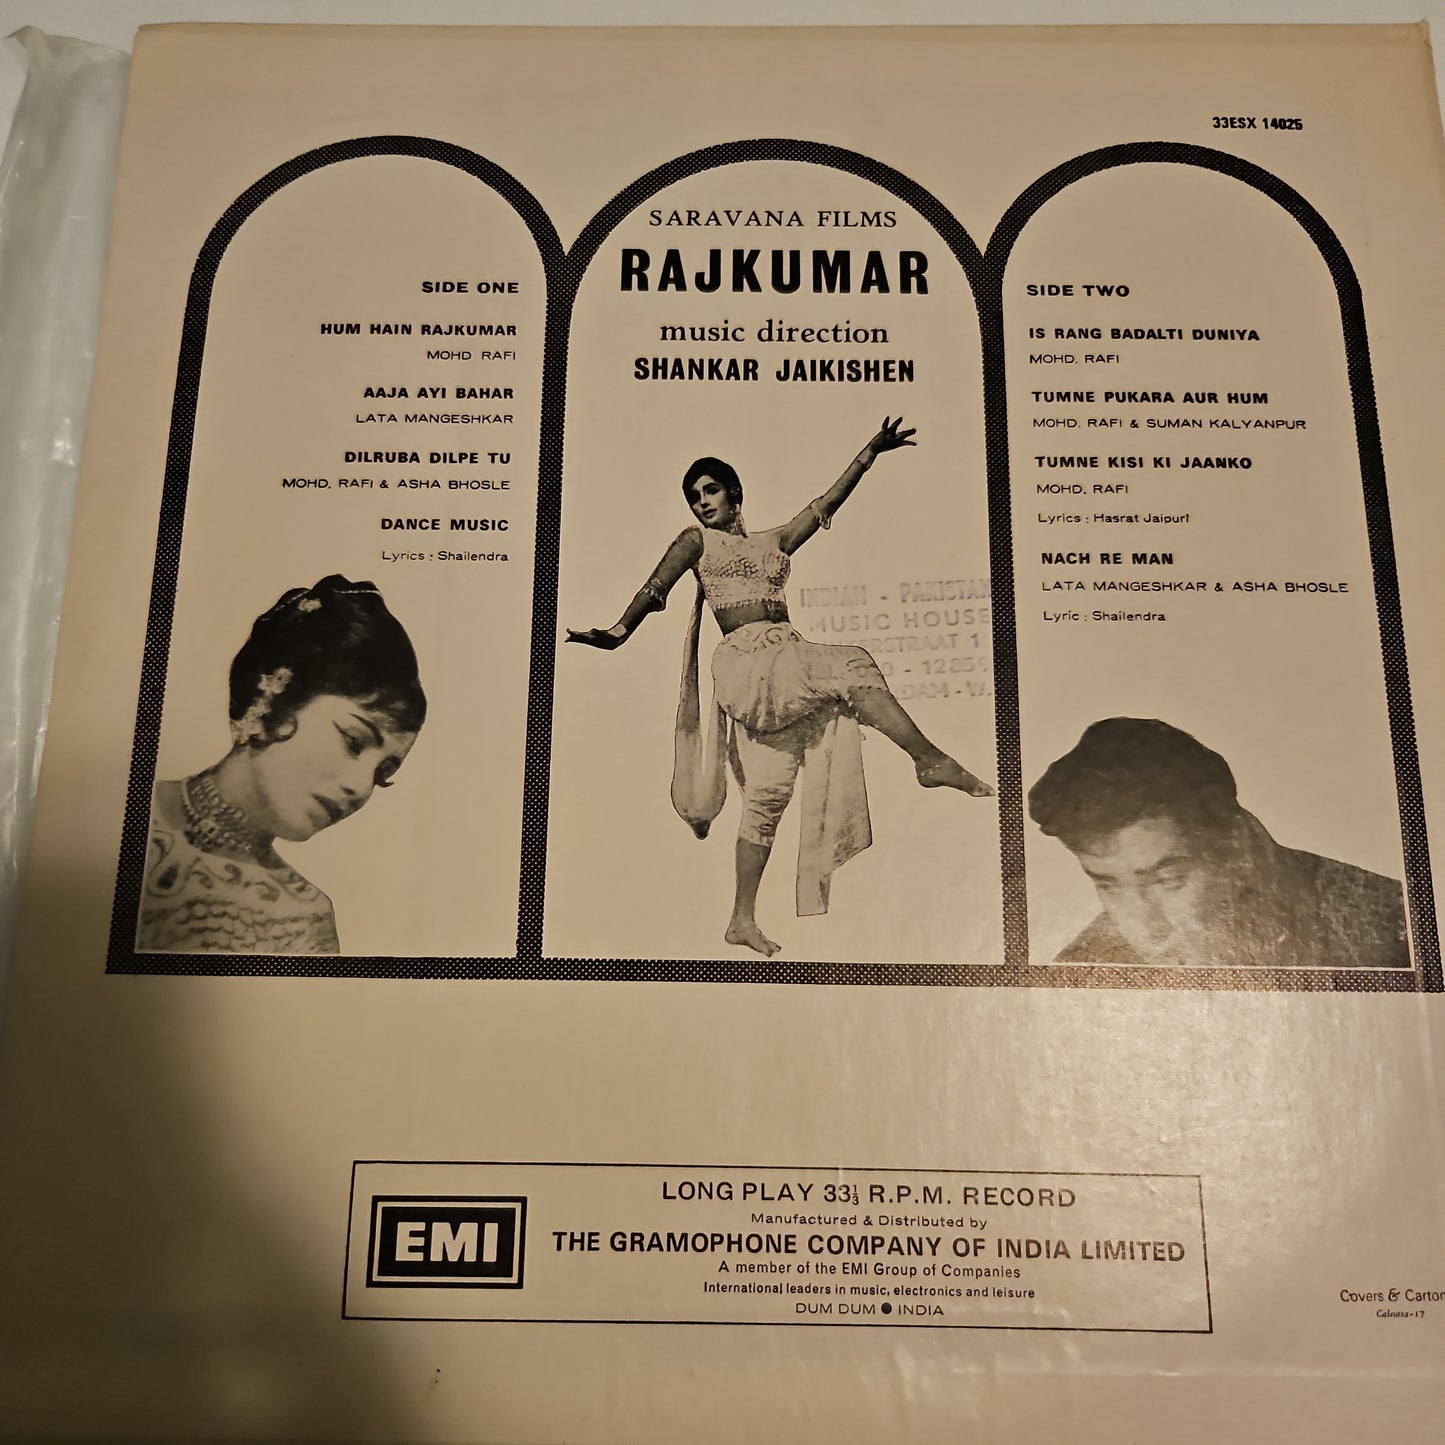 33ESX 14025
SIDE ONE
HUM HAIN RAJKUMAR
MOHD RAFI
AAJA AYI BAHAR
LATA MANGESHKAR
DILRUBA DILPE TU
MOHD. RAFI & ASHA BHOSLE
DANCE MUSIC
Lyrics : Shailendra
SARAVANA FILMS
RAJKUMAR
music direction
SHANKAR JAIKISHEN
INDIAN - PAKISTAN
MUSIC HOUSE
SIDE TWO
IS RANG BADALTI DUNIYA
MOHD. RAFI
TUMNE PUKARA AUR HUM
MOHD. RAFI & SUMAN KALYANPUR
TUMNE KISI KI JAANKO
MOHD. RAFI
Lyrics : Hasrat Jaipuri
NACH RE MAN
LATA MANGESHKAR & ASHA BHOSLE
Lyric : Shailendra
EMI
LONG PLAY 33⅓ R.P.M. RECORD
Manufactured & Distributed by
THE GRAMOPHONE COMPANY OF INDIA LIMITED
A member of the EMI Group of Companies
International leaders in music, electronics and leisure
DUM DUM ● INDIA
Covers & Carton
Calcutta-17